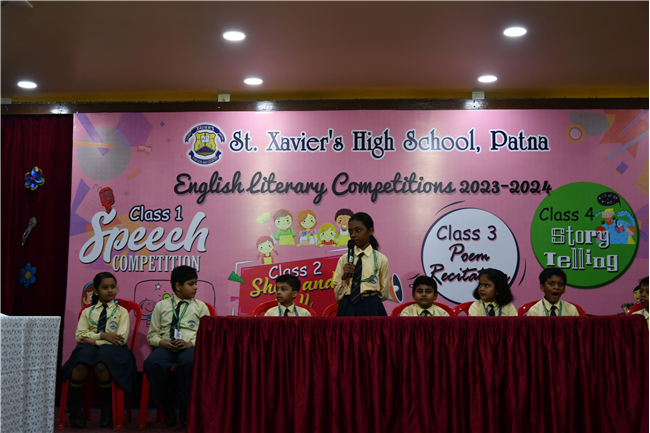 St. Xavier's High School, Patna
English Literary Competitions 2023-2024
Class 1
Speech
COMPETITION
Class 2
Class 3
Poem
Class 4
Story
Telling